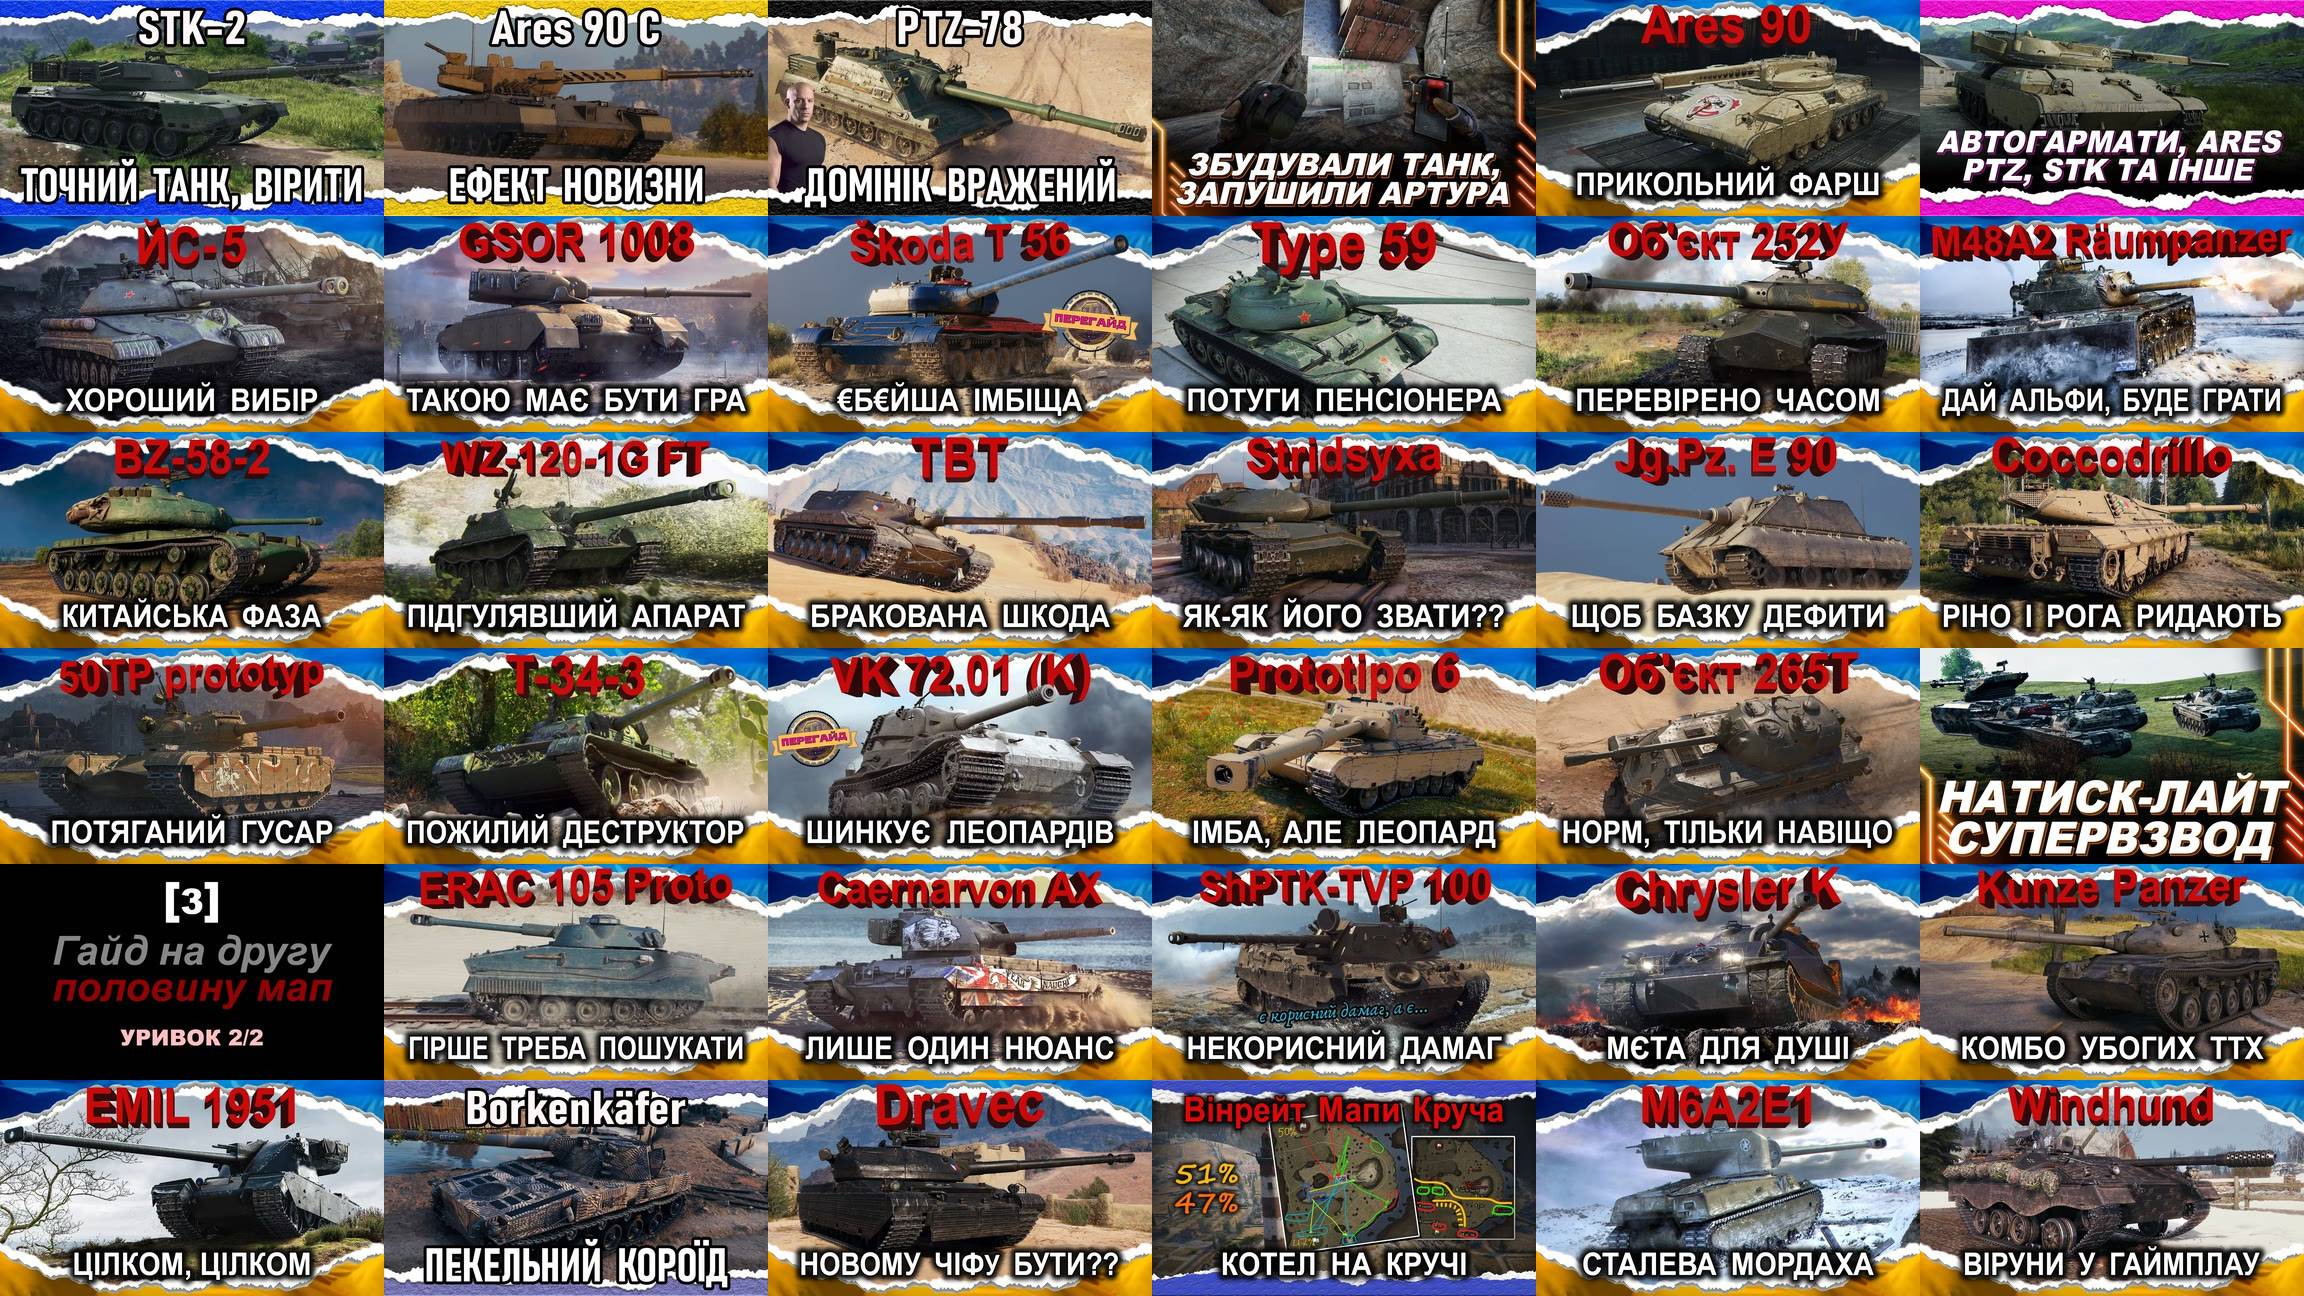 STK-2
ТОЧНИЙ ТАНК, ВІРИТИ
Ares 90 C
ЕФЕКТ НОВИЗНИ
PTZ-78
ДОМІНІК ВРАЖЕНИЙ
ЗБУДУВАЛИ ТАНК,
ЗАПУШИЛИ АРТУРА
Ares 90
ПРИКОЛЬНИЙ ФАРШ
АВТОГАРМАТИ, ARES
PTZ, STK ТА ІНШЕ
ЙС-5
ХОРОШИЙ ВИБІР
GSOR 1008
ТАКОЮ МАЄ БУТИ ГРА
Škoda T 56
ПЕРЕГАЙД
ЄБЄЙША ІМБІЩА
Type 59
ПОТУГИ ПЕНСІОНЕРА
Об'єкт 252У
ПЕРЕВІРЕНО ЧАСОМ
M48A2 Räumpanzer
ДАЙ АЛЬФИ, БУДЕ ГРАТИ
BZ-58-2
КИТАЙСЬКА ФАЗА
WZ-120-1G FT
ПІДГУЛЯВШИЙ АПАРАТ
ТВТ
БРАКОВАНА ШКОДА
Stridsyxa
ЯК-ЯК ЙОГО ЗВАТИ??
Jg.Pz. E 90
ЩОБ БАЗКУ ДЕФИТИ
Coccodrillo
РІНО І РОГА РИДАЮТЬ
50TP prototyp
ПОТЯГАНИЙ ГУСАР
T-34-3
ПОЖИЛИЙ ДЕСТРУКТОР
VK 72.01 (K)
ПЕРЕГАЙД
ШИНКУЄ ЛЕОПАРДІВ
Prototipo 6
ІМБА, АЛЕ ЛЕОПАРД
Об'єкт 265Т
НОРМ, ТІЛЬКИ НАВІЩО
НАТИСК-ЛАЙТ
СУПЕРВЗВОД
[3]
Гайд на другу
половину мап
УРИВОК 2/2
ERAC 105 Proto
ГІРШЕ ТРЕБА ПОШУКАТИ
Caernarvon AX
ЛИШЕ ОДИН НЮАНС
ShPTK-TVP 100
є корисний дамаг, а є...
НЕКОРИСНИЙ ДАМАГ
Chrysler K
МЄТА ДЛЯ ДУШІ
Kunze Panzer
КОМБО УБОГИХ ТТХ
EMIL 1951
ЦІЛКОМ, ЦІЛКОМ
Borkenkäfer
ПЕКЕЛЬНИЙ КОРОЇД
Dravec
НОВОМУ ЧІФу БУТИ??
Вінрейт Мапи Круча
50%
51%
47%
КОТЕЛ НА КРУЧІ
M6A2E1
СТАЛЕВА МОРДАХА
Windhund
ВІРУНИ У ГАЙМПЛАУ